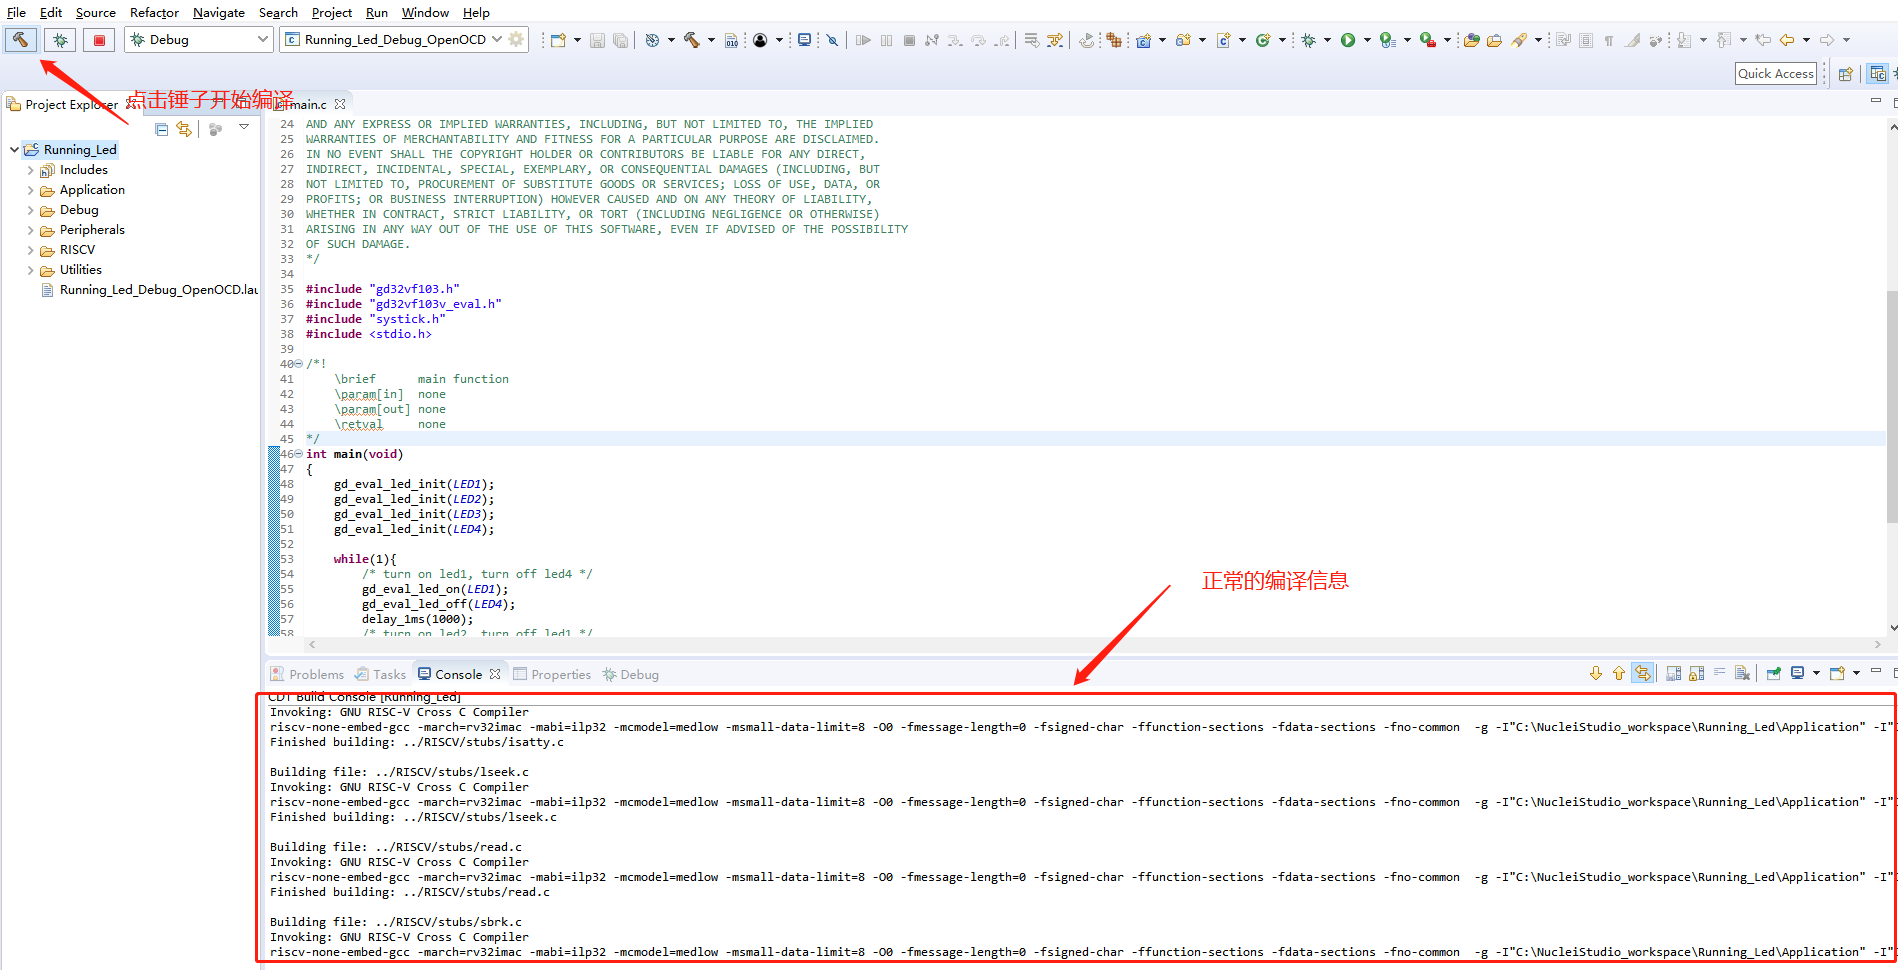 File Edit Source Refactor Navigate Search Project Run Window Help
Debug
Running_Led_Debug_OpenOCD
Quick Access
点击锤子开始编译
Project Explorer
main.c
Running_Led
Includes
Application
Debug
Peripherals
RISCV
Utilities
Running_Led_Debug_OpenOCD.lau
24 AND ANY EXPRESS OR IMPLIED WARRANTIES, INCLUDING, BUT NOT LIMITED TO, THE IMPLIED
25 WARRANTIES OF MERCHANTABILITY AND FITNESS FOR A PARTICULAR PURPOSE ARE DISCLAIMED.
26 IN NO EVENT SHALL THE COPYRIGHT HOLDER OR CONTRIBUTORS BE LIABLE FOR ANY DIRECT,
27 INDIRECT, INCIDENTAL, SPECIAL, EXEMPLARY, OR CONSEQUENTIAL DAMAGES (INCLUDING, BUT
28 NOT LIMITED TO, PROCUREMENT OF SUBSTITUTE GOODS OR SERVICES; LOSS OF USE, DATA, OR
29 PROFITS; OR BUSINESS INTERRUPTION) HOWEVER CAUSED AND ON ANY THEORY OF LIABILITY,
30 WHETHER IN CONTRACT, STRICT LIABILITY, OR TORT (INCLUDING NEGLIGENCE OR OTHERWISE)
31 ARISING IN ANY WAY OUT OF THE USE OF THIS SOFTWARE, EVEN IF ADVISED OF THE POSSIBILITY
32 OF SUCH DAMAGE.
33 */
34
35 #include "gd32vf103.h"
36 #include "gd32vf103v_eval.h"
37 #include "systick.h"
38 #include <stdio.h>
39
40 /*!
41 \brief main function
42 \param[in] none
43 \param[out] none
44 \retval none
45 */
46 int main(void)
47 {
48 gd_eval_led_init(LED1);
49 gd_eval_led_init(LED2);
50 gd_eval_led_init(LED3);
51 gd_eval_led_init(LED4);
52
53 while(1){
54 /* turn on led1, turn off led4 */
55 gd_eval_led_on(LED1);
56 gd_eval_led_off(LED4);
57 delay_1ms(1000);
58 /* turn on led2, turn off led1 */
正常的编译信息
Problems Tasks Console Properties Debug
CDT Build Console [Running_Led]
Invoking: GNU RISC-V Cross C Compiler
riscv-none-embed-gcc -march=rv32imac -mabi=ilp32 -mcmodel=medlow -msmall-data-limit=8 -O0 -fmessage-length=0 -fsigned-char -ffunction-sections -fdata-sections -fno-common -g -I"C:\NucleiStudio_workspace\Running_Led\Application" -I"
Finished building: ../RISCV/stubs/isatty.c
Building file: ../RISCV/stubs/lseek.c
Invoking: GNU RISC-V Cross C Compiler
riscv-none-embed-gcc -march=rv32imac -mabi=ilp32 -mcmodel=medlow -msmall-data-limit=8 -O0 -fmessage-length=0 -fsigned-char -ffunction-sections -fdata-sections -fno-common -g -I"C:\NucleiStudio_workspace\Running_Led\Application" -I"
Finished building: ../RISCV/stubs/lseek.c
Building file: ../RISCV/stubs/read.c
Invoking: GNU RISC-V Cross C Compiler
riscv-none-embed-gcc -march=rv32imac -mabi=ilp32 -mcmodel=medlow -msmall-data-limit=8 -O0 -fmessage-length=0 -fsigned-char -ffunction-sections -fdata-sections -fno-common -g -I"C:\NucleiStudio_workspace\Running_Led\Application" -I"
Finished building: ../RISCV/stubs/read.c
Building file: ../RISCV/stubs/sbrk.c
Invoking: GNU RISC-V Cross C Compiler
riscv-none-embed-gcc -march=rv32imac -mabi=ilp32 -mcmodel=medlow -msmall-data-limit=8 -O0 -fmessage-length=0 -fsigned-char -ffunction-sections -fdata-sections -fno-common -g -I"C:\NucleiStudio_workspace\Running_Led\Application" -I"